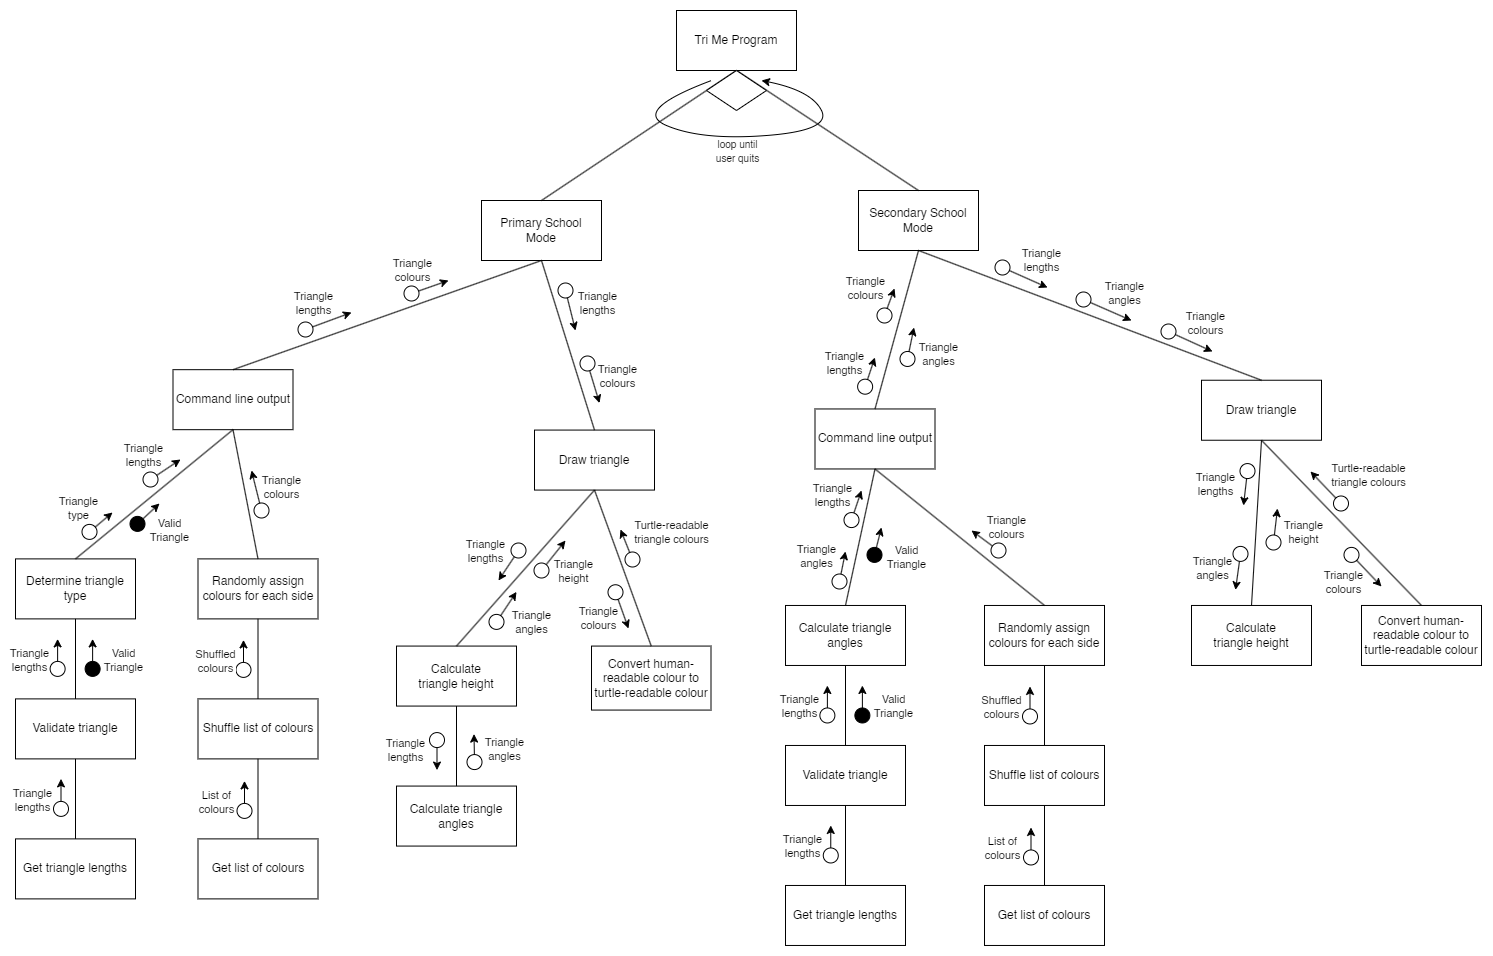 Tri Me Program
loop until
user quits
Primary School
Mode
Secondary School
Mode
Triangle
colours
Triangle
lengths
Triangle
lengths
Triangle
colours
Triangle
colours
Triangle
lengths
Triangle
angles
Triangle
lengths
Triangle
angles
Triangle
colours
Command line output
Draw triangle
Command line output
Draw triangle
Triangle
lengths
Triangle
type
Valid
Triangle
Triangle
colours
Triangle
lengths
Triangle
height
Triangle
angles
Turtle-readable
triangle colours
Triangle
colours
Triangle
lengths
Triangle
angles
Valid
Triangle
Triangle
colours
Triangle
lengths
Triangle
angles
Triangle
height
Turtle-readable
triangle colours
Triangle
colours
Determine triangle
type
Randomly assign
colours for each side
Calculate
triangle height
Convert human-
readable colour to
turtle-readable colour
Calculate triangle
angles
Randomly assign
colours for each side
Calculate
triangle height
Convert human-
readable colour to
turtle-readable colour
Triangle
lengths
Valid
Triangle
Shuffled
colours
Triangle
lengths
Triangle
angles
Triangle
lengths
Valid
Triangle
Shuffled
colours
Validate triangle
Shuffle list of colours
Calculate triangle
angles
Validate triangle
Shuffle list of colours
Triangle
lengths
List of
colours
Triangle
lengths
List of
colours
Get triangle lengths
Get list of colours
Get triangle lengths
Get list of colours